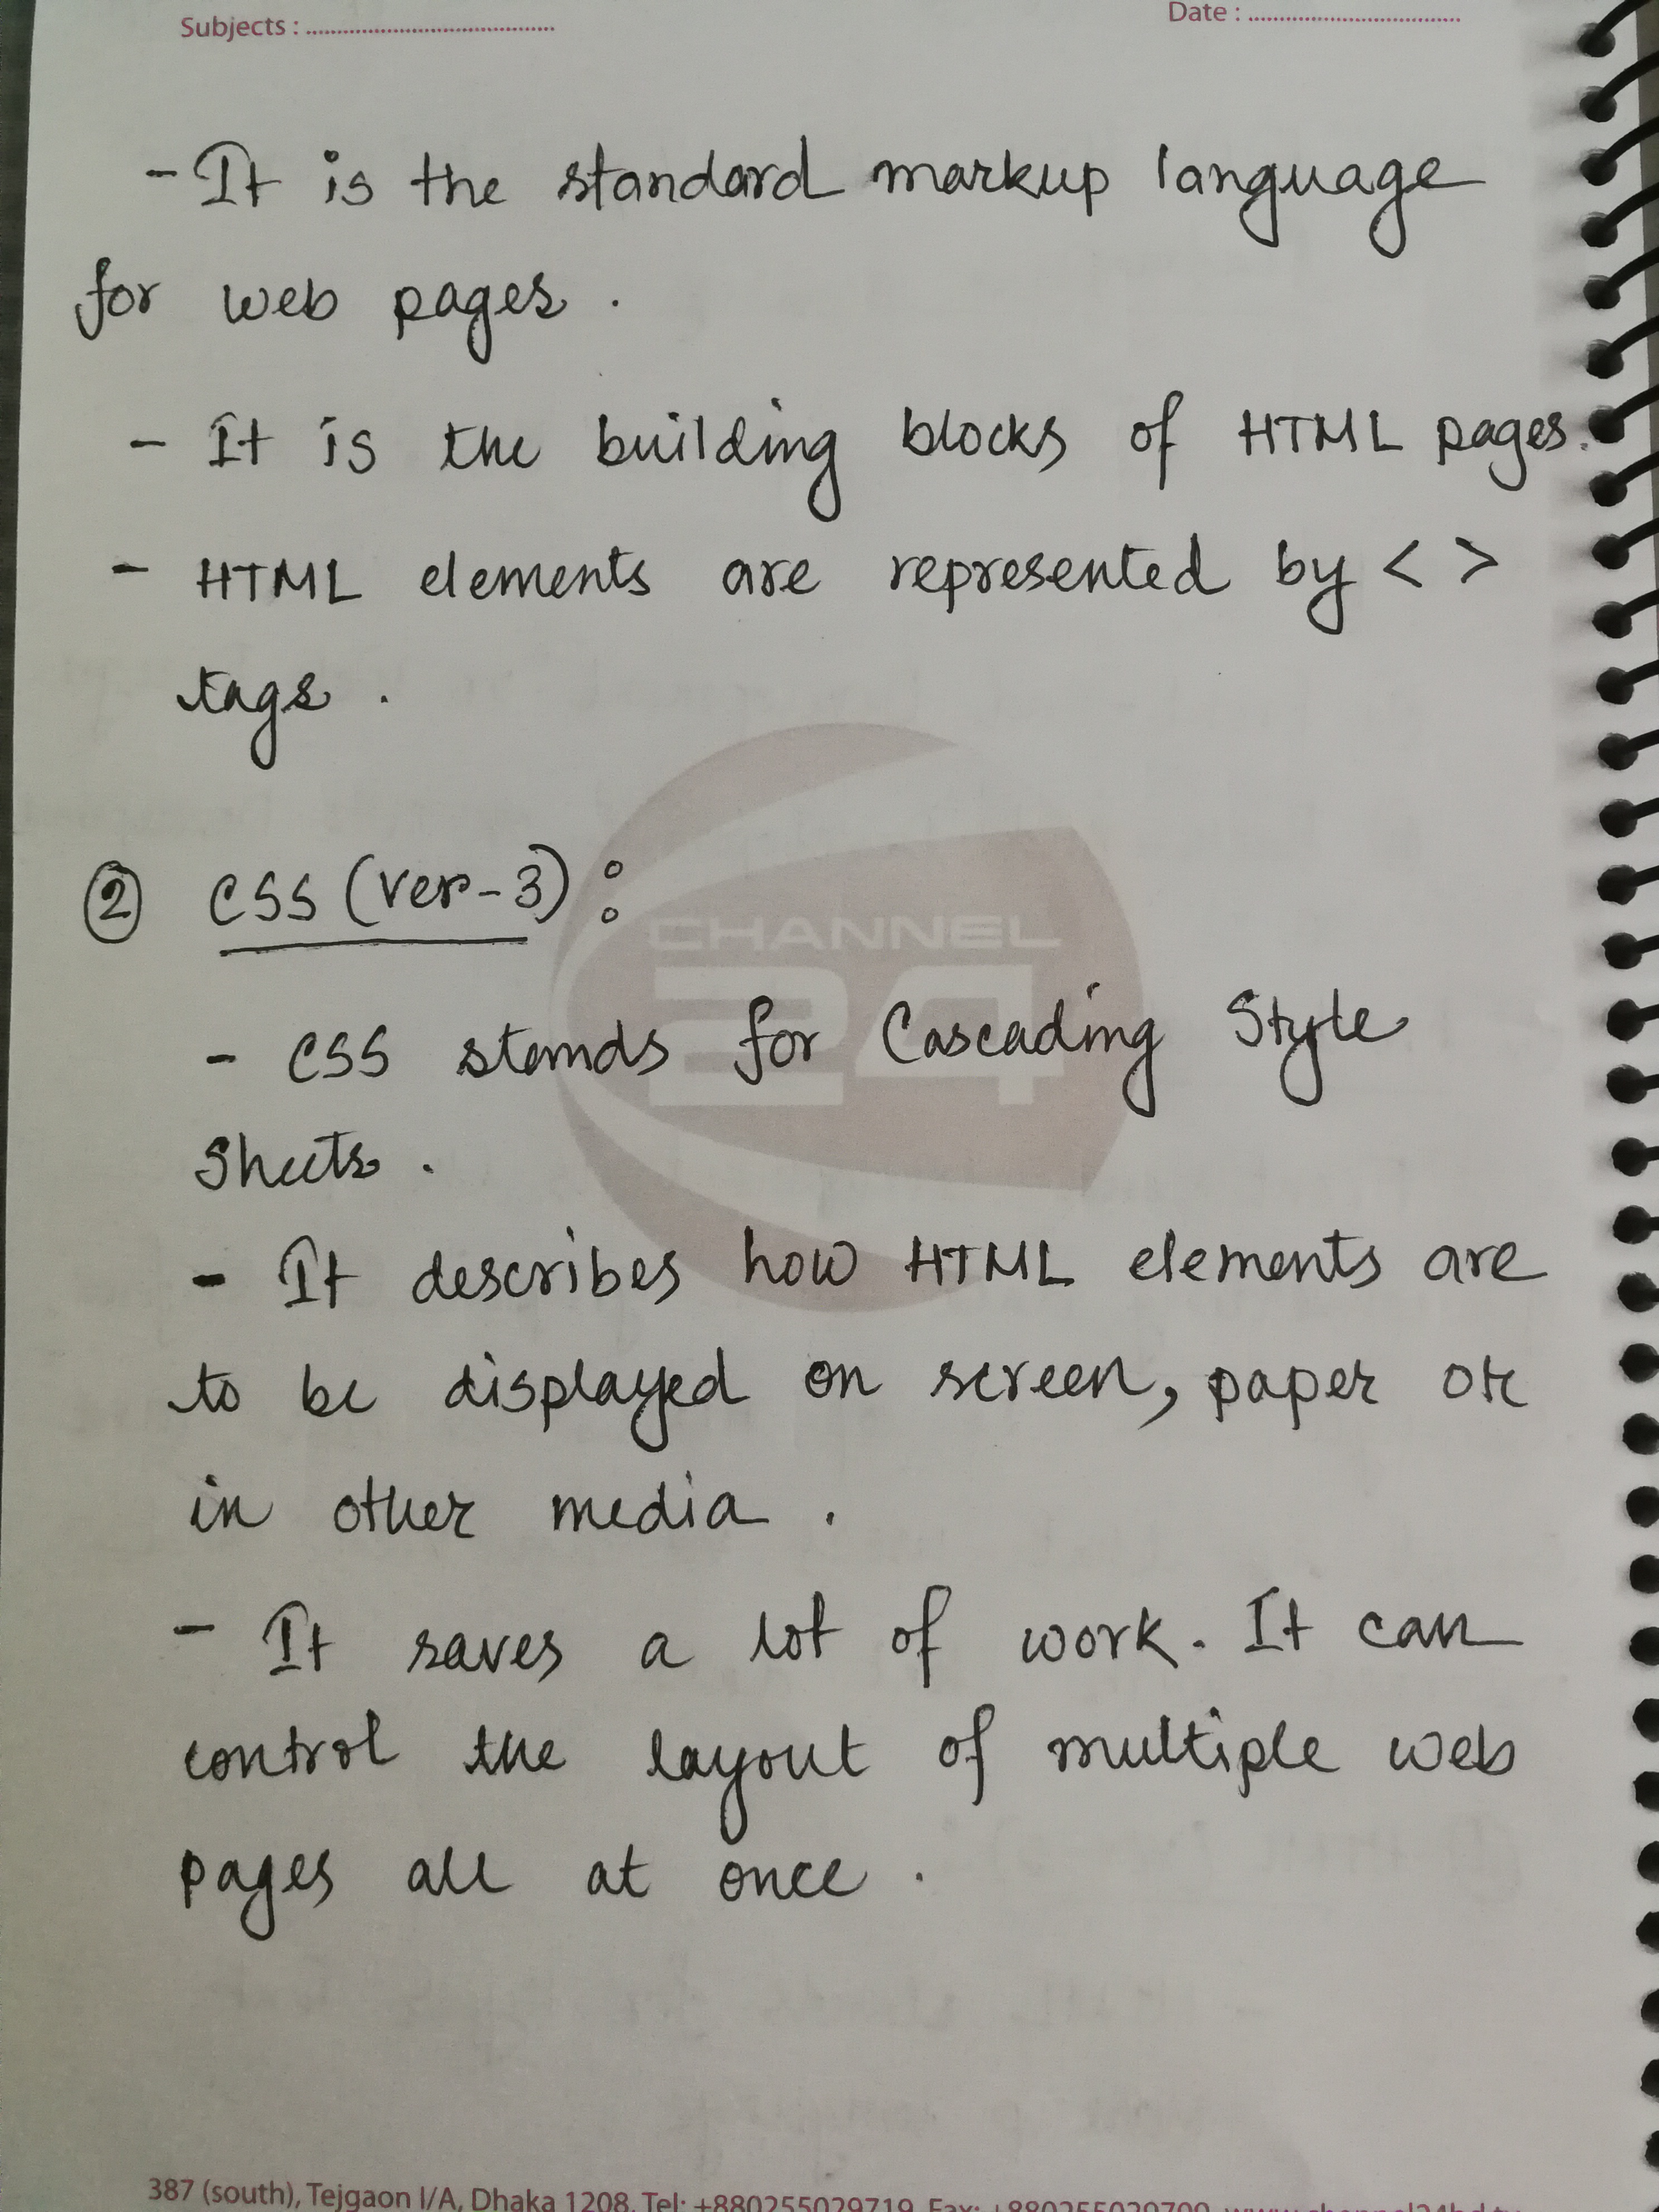 Subjects : ........................................
Date : ..................................
- It is the standard markup language
for web pages .
- It is the building blocks of HTML pages.
- HTML elements are represented by < >
tags .
② CSS (ver-3) :
CHANNEL
24
- CSS stands for Cascading Style
Sheets .
- It describes how HTML elements are
to be displayed on screen, paper or
in other media .
- It saves a lot of work. It can
control the layout of multiple web
pages all at once .
387 (south), Tejgaon I/A, Dhaka 1208, Tel: +880255029719, Fax: +880255029709, www.channel24bd.tv